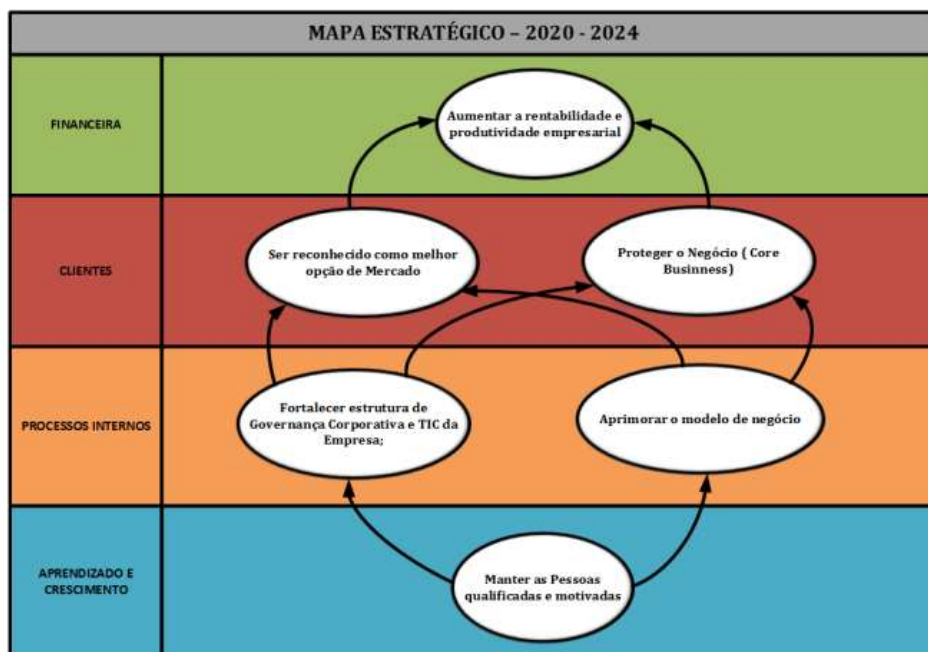 MAPA ESTRATÉGICO – 2020 - 2024
FINANCEIRA
Aumentar a rentabilidade e
produtividade empresarial
CLIENTES
Ser reconhecido como melhor
opção de Mercado
Proteger o Negócio ( Core
Businness)
PROCESSOS INTERNOS
Fortalecer estrutura de
Governança Corporativa e TIC da
Empresa;
Aprimorar o modelo de negócio
APRENDIZADO E
CRESCIMENTO
Manter as Pessoas
qualificadas e motivadas